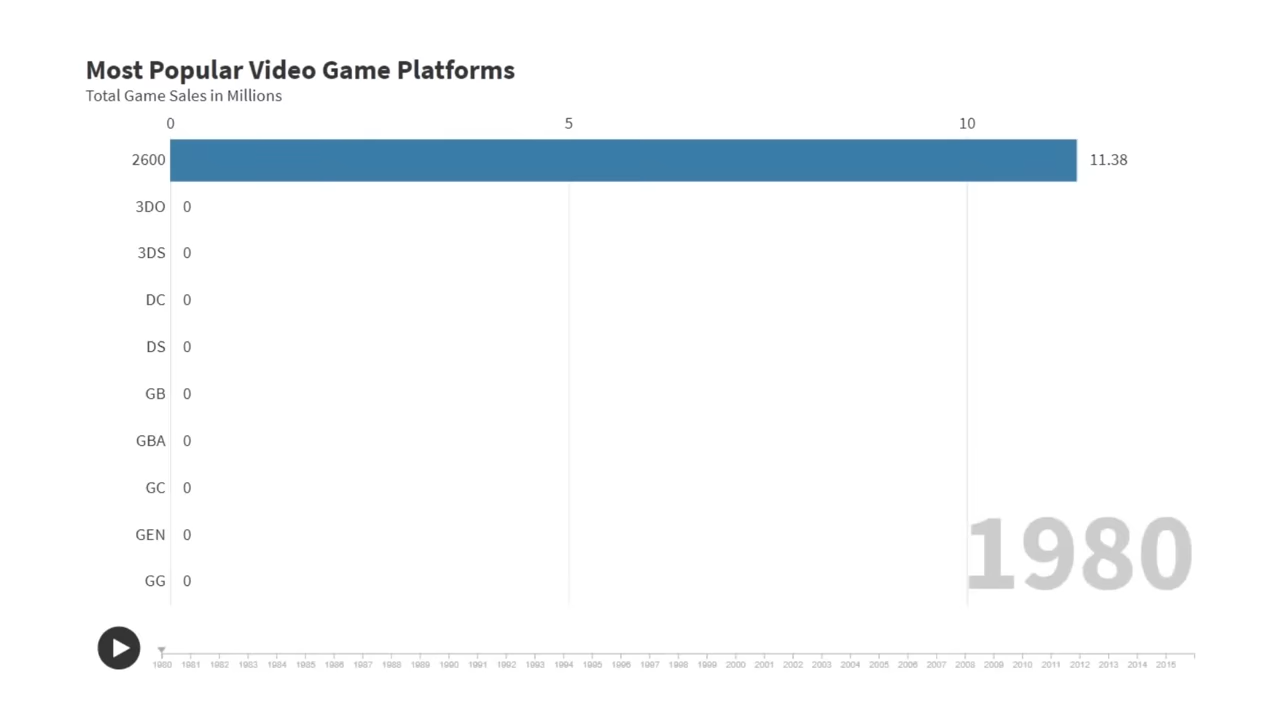 Most Popular Video Game Platforms
Total Game Sales in Millions
0 5 10
2600 11.38
3DO 0
3DS 0
DC 0
DS 0
GB 0
GBA 0
GC 0
GEN 0
GG 0
1980
1980 1981 1982 1983 1984 1985 1986 1987 1988 1989 1990 1991 1992 1993 1994 1995 1996 1997 1998 1999 2000 2001 2002 2003 2004 2005 2006 2007 2008 2009 2010 2011 2012 2013 2014 2015